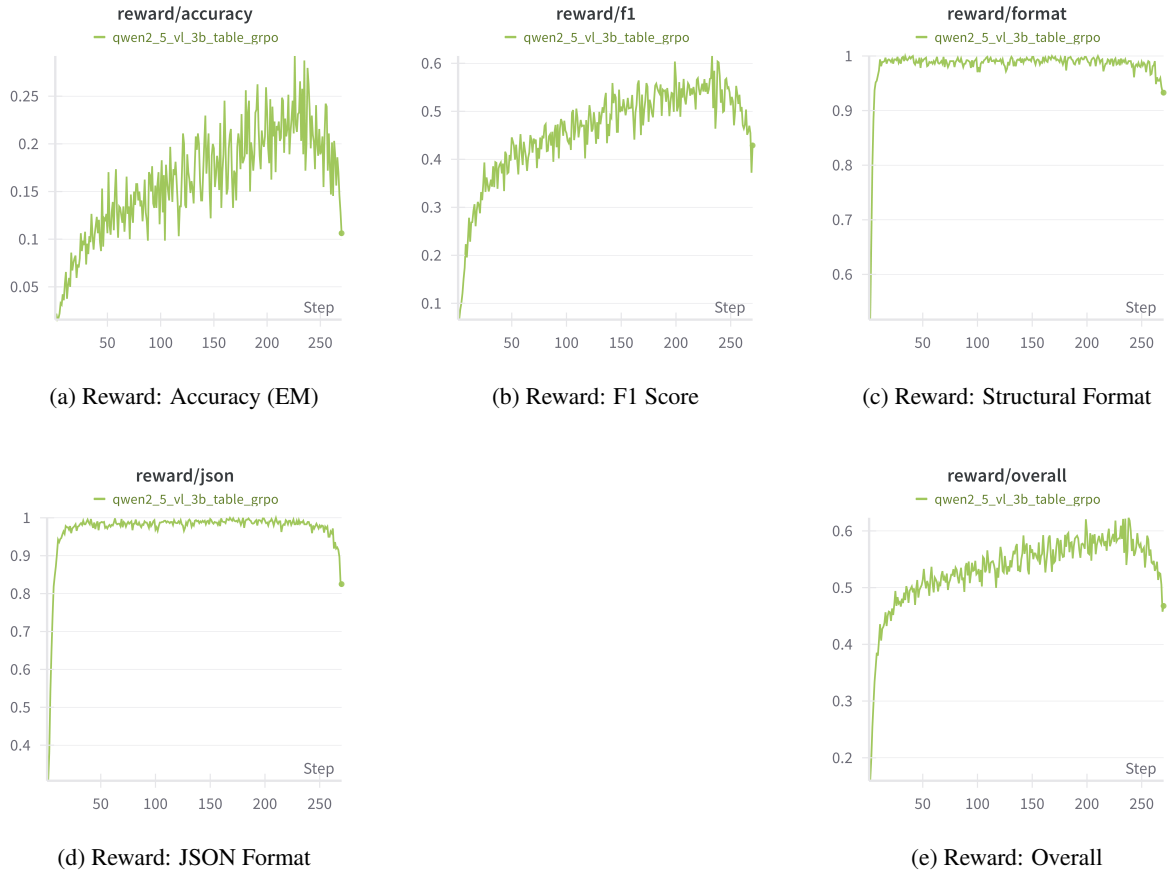 reward/accuracy
qwen2_5_vl_3b_table_grpo
0.25
0.2
0.15
0.1
0.05
Step
50 100 150 200 250
(a) Reward: Accuracy (EM)
reward/f1
qwen2_5_vl_3b_table_grpo
0.6
0.5
0.4
0.3
0.2
0.1
Step
50 100 150 200 250
(b) Reward: F1 Score
reward/format
qwen2_5_vl_3b_table_grpo
1
0.9
0.8
0.7
0.6
Step
50 100 150 200 250
(c) Reward: Structural Format
reward/json
qwen2_5_vl_3b_table_grpo
1
0.9
0.8
0.7
0.6
0.5
0.4
Step
50 100 150 200 250
(d) Reward: JSON Format
reward/overall
qwen2_5_vl_3b_table_grpo
0.6
0.5
0.4
0.3
0.2
Step
50 100 150 200 250
(e) Reward: Overall